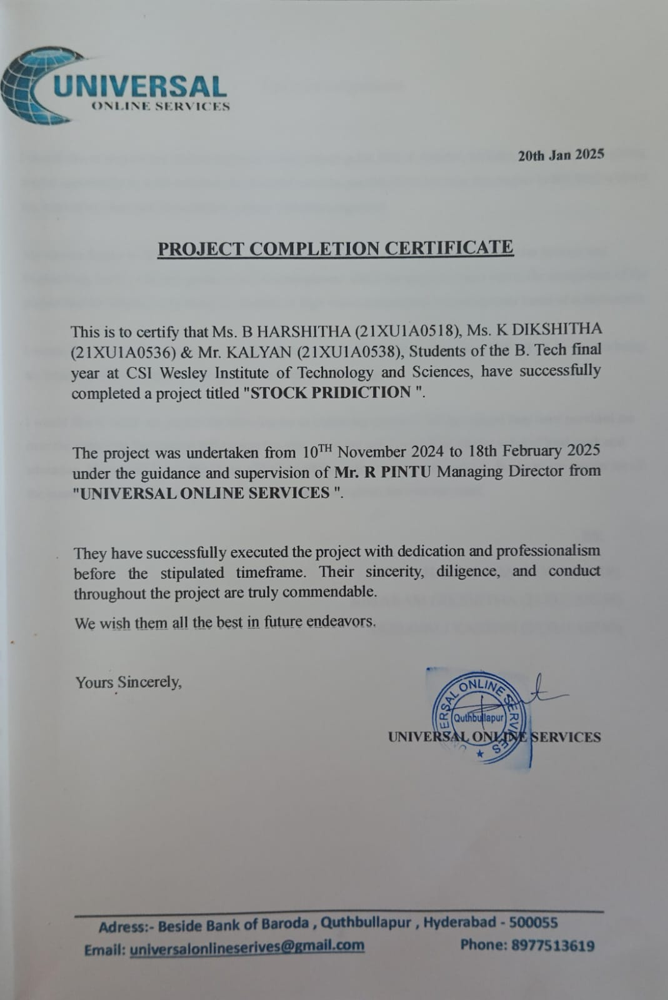 UNIVERSAL
ONLINE SERVICES
20th Jan 2025
PROJECT COMPLETION CERTIFICATE
This is to certify that Ms. B HARSHITHA (21XU1A0518), Ms. K DIKSHITHA
(21XU1A0536) & Mr. KALYAN (21XU1A0538), Students of the B. Tech final
year at CSI Wesley Institute of Technology and Sciences, have successfully
completed a project titled "STOCK PRIDICTION ".
The project was undertaken from 10TH November 2024 to 18th February 2025
under the guidance and supervision of Mr. R PINTU Managing Director from
"UNIVERSAL ONLINE SERVICES ".
They have successfully executed the project with dedication and professionalism
before the stipulated timeframe. Their sincerity, diligence, and conduct
throughout the project are truly commendable.
We wish them all the best in future endeavors.
Yours Sincerely,
UNIVERSAL ONLINE SERVICES
Quthbullapur
UNIVERSAL ONLINE SERVICES
Adress:- Beside Bank of Baroda , Quthbullapur , Hyderabad - 500055
Email: universalonlineserives@gmail.com Phone: 8977513619